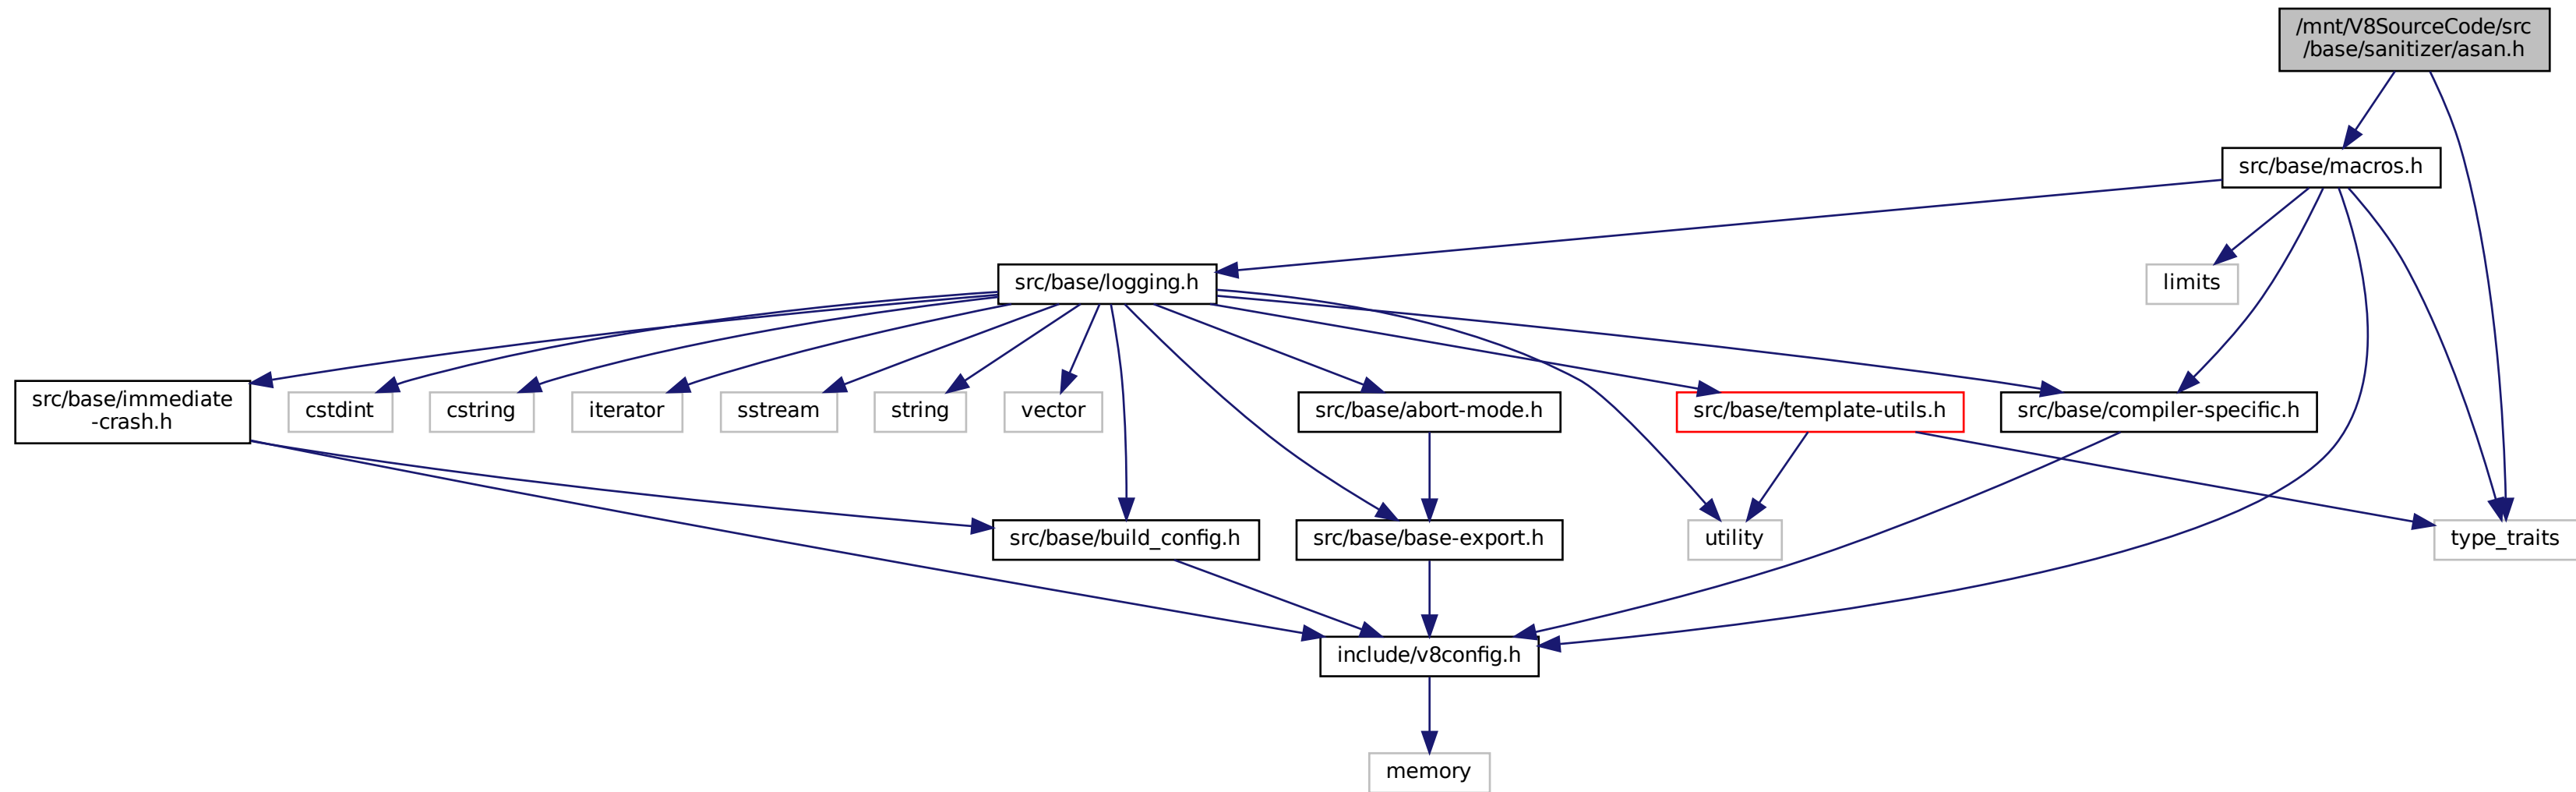 /mnt/V8SourceCode/src
/base/sanitizer/asan.h
src/base/macros.h
src/base/logging.h
limits
src/base/immediate
-crash.h
cstdint
cstring
iterator
sstream
string
vector
src/base/abort-mode.h
src/base/template-utils.h
src/base/compiler-specific.h
src/base/build_config.h
src/base/base-export.h
utility
type_traits
include/v8config.h
memory